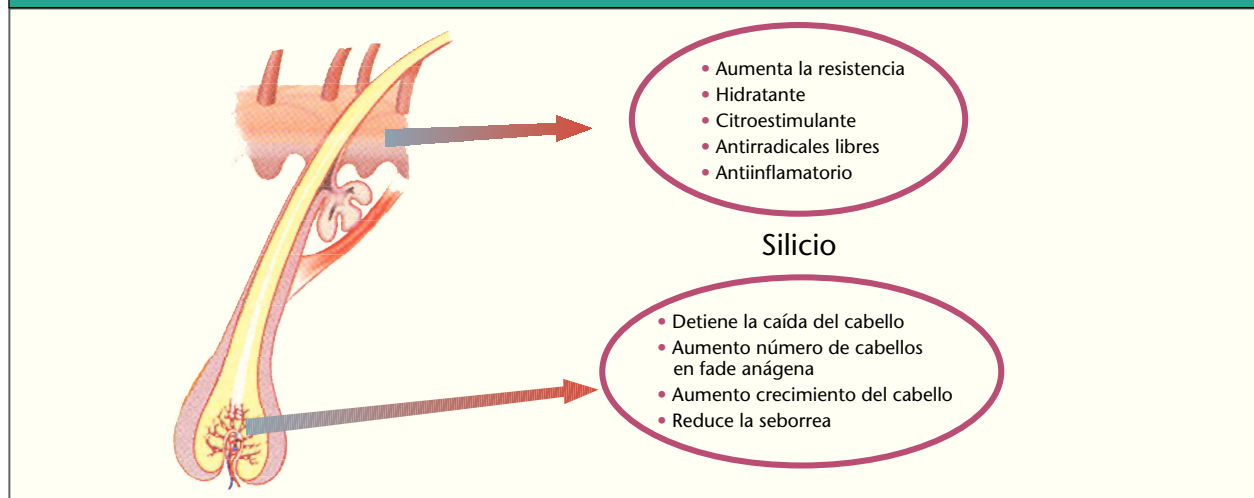 • Aumenta la resistencia
• Hidratante
• Citroestimulante
• Antirradicales libres
• Antiinflamatorio
Silicio
• Detiene la caída del cabello
• Aumento número de cabellos
en fade anágena
• Aumento crecimiento del cabello
• Reduce la seborrea